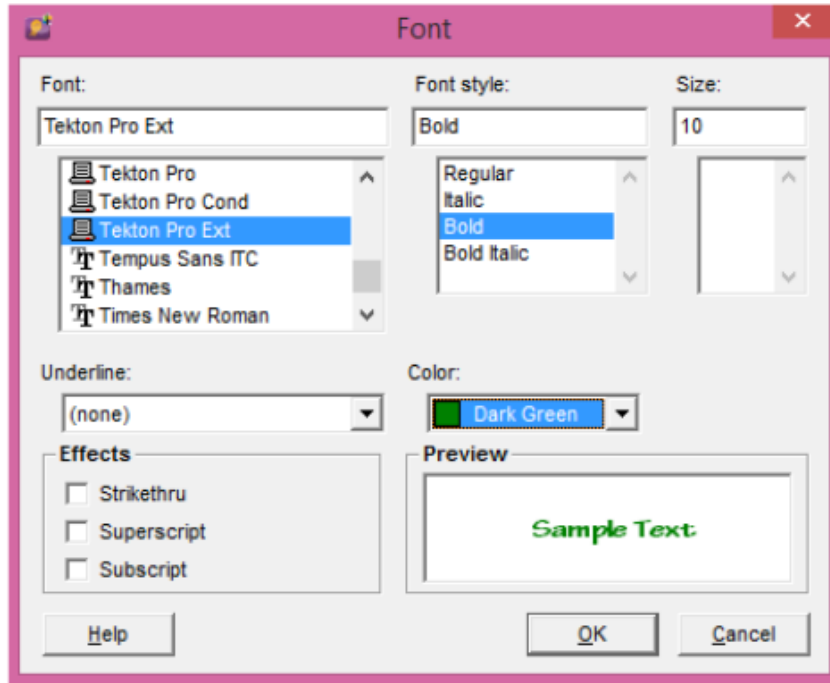 Font
Font: Font style: Size:
Tekton Pro Ext Bold 10
Tekton Pro Regular
Tekton Pro Cond Italic
Tekton Pro Ext Bold
Tempus Sans ITC Bold Italic
Thames
Times New Roman
Underline: Color:
(none) Dark Green
Effects Preview
Strikethru
Superscript Sample Text
Subscript
Help OK Cancel